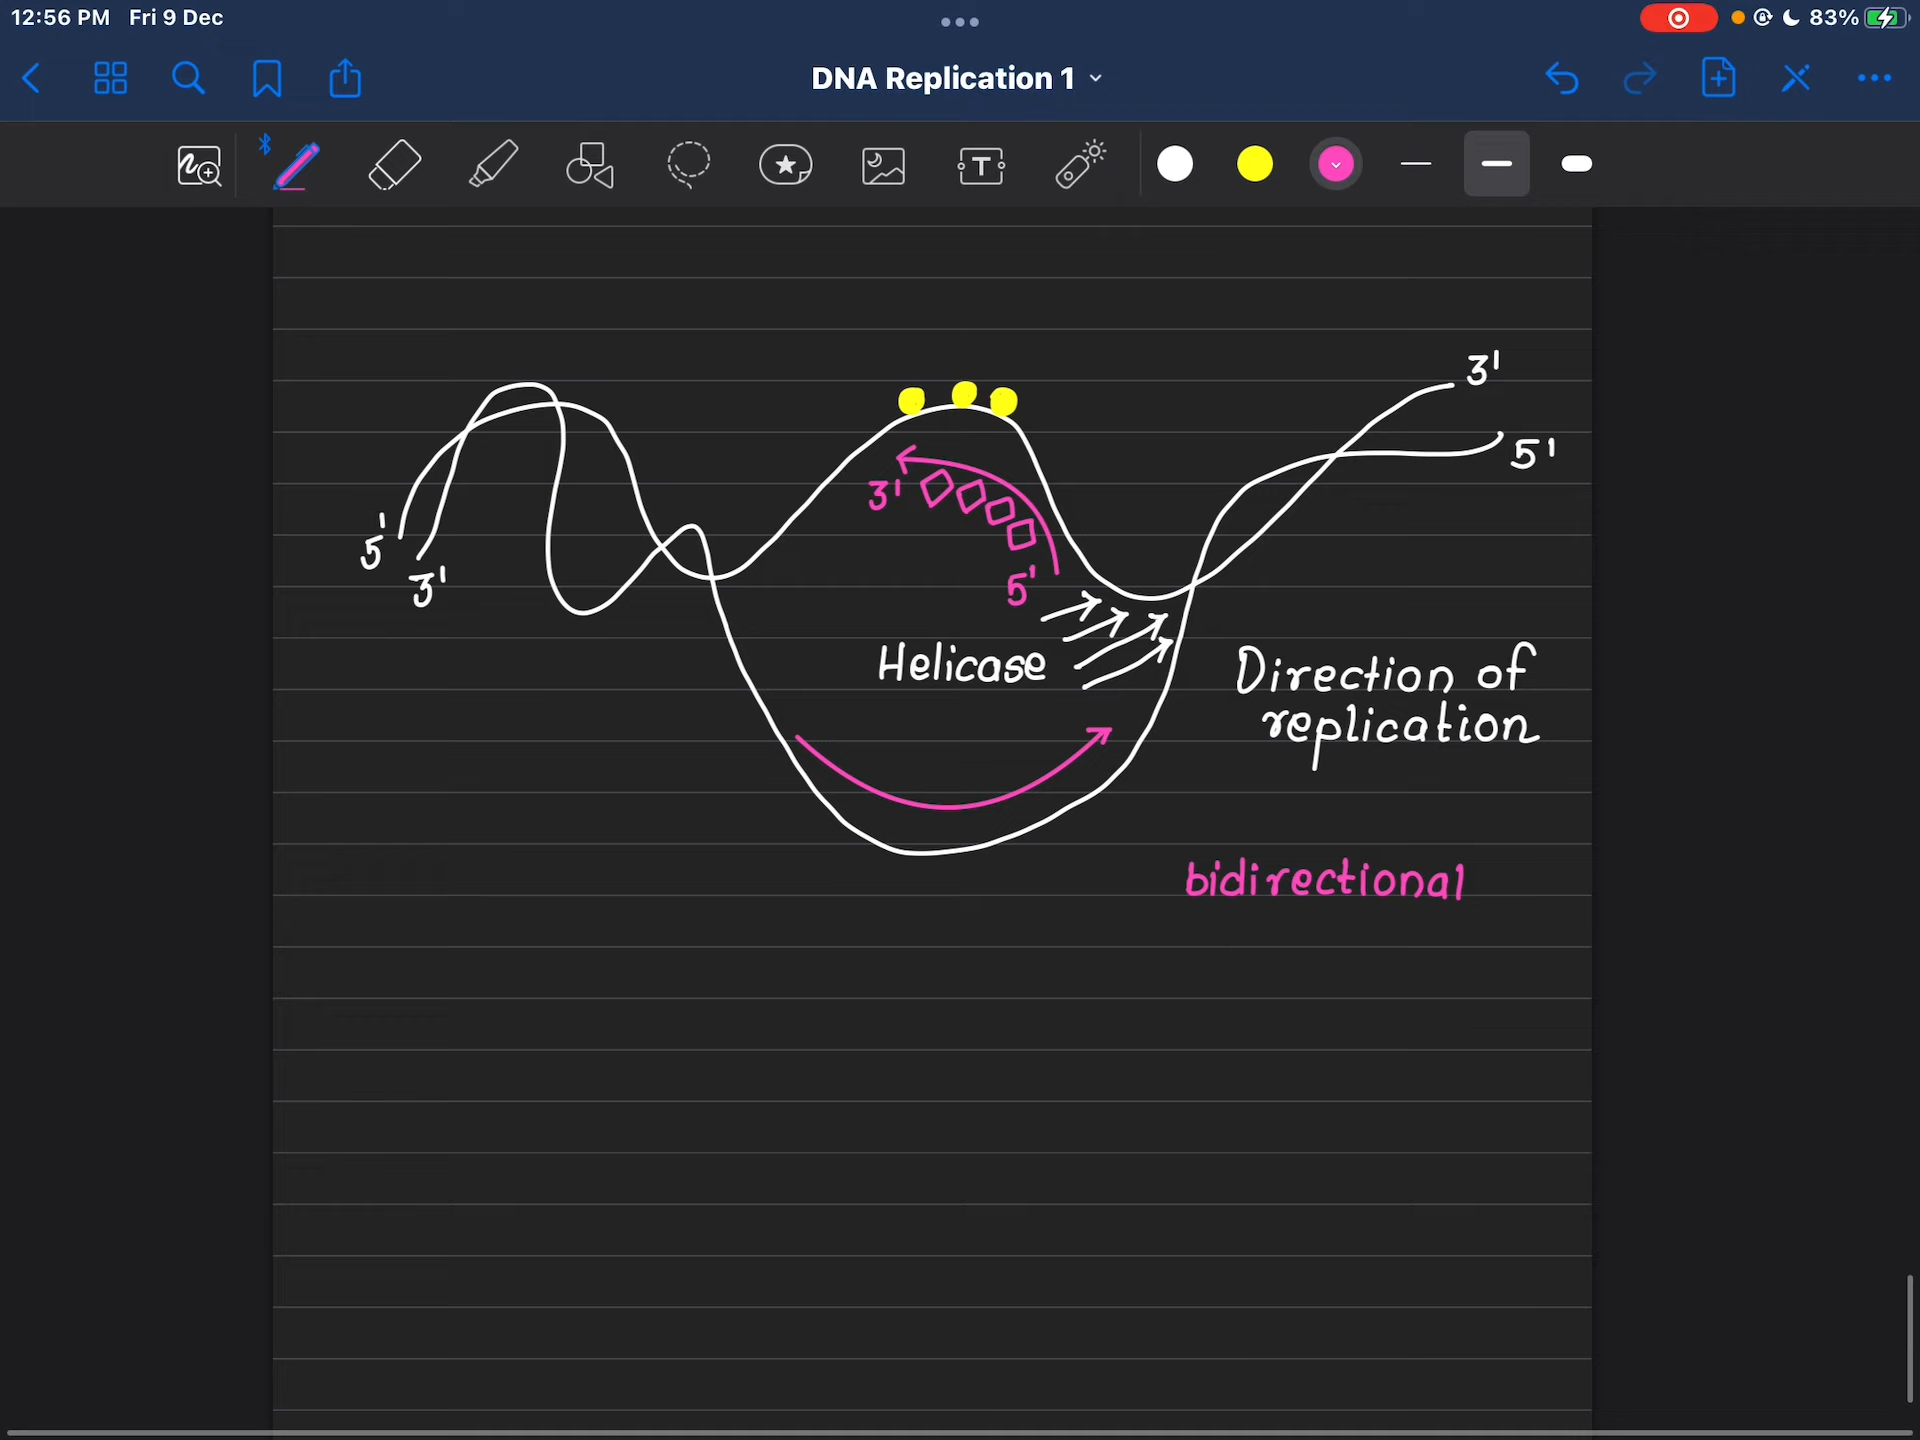 12:56 PM Fri 9 Dec
83%
DNA Replication 1
T
3'
5'
5'
3'
3'
5'
Helicase
Direction of
replication
bidirectional